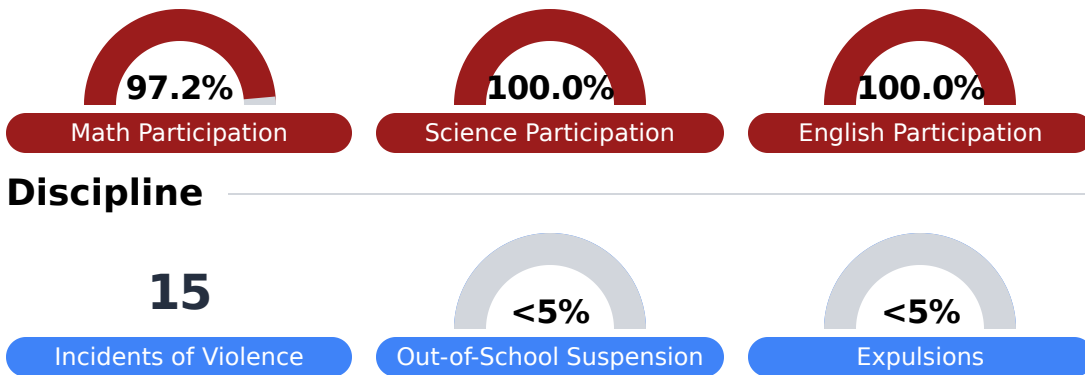 97.2%
100.0%
100.0%
Math Participation
Science Participation
English Participation
Discipline
15
<5%
<5%
Incidents of Violence
Out-of-School Suspension
Expulsions